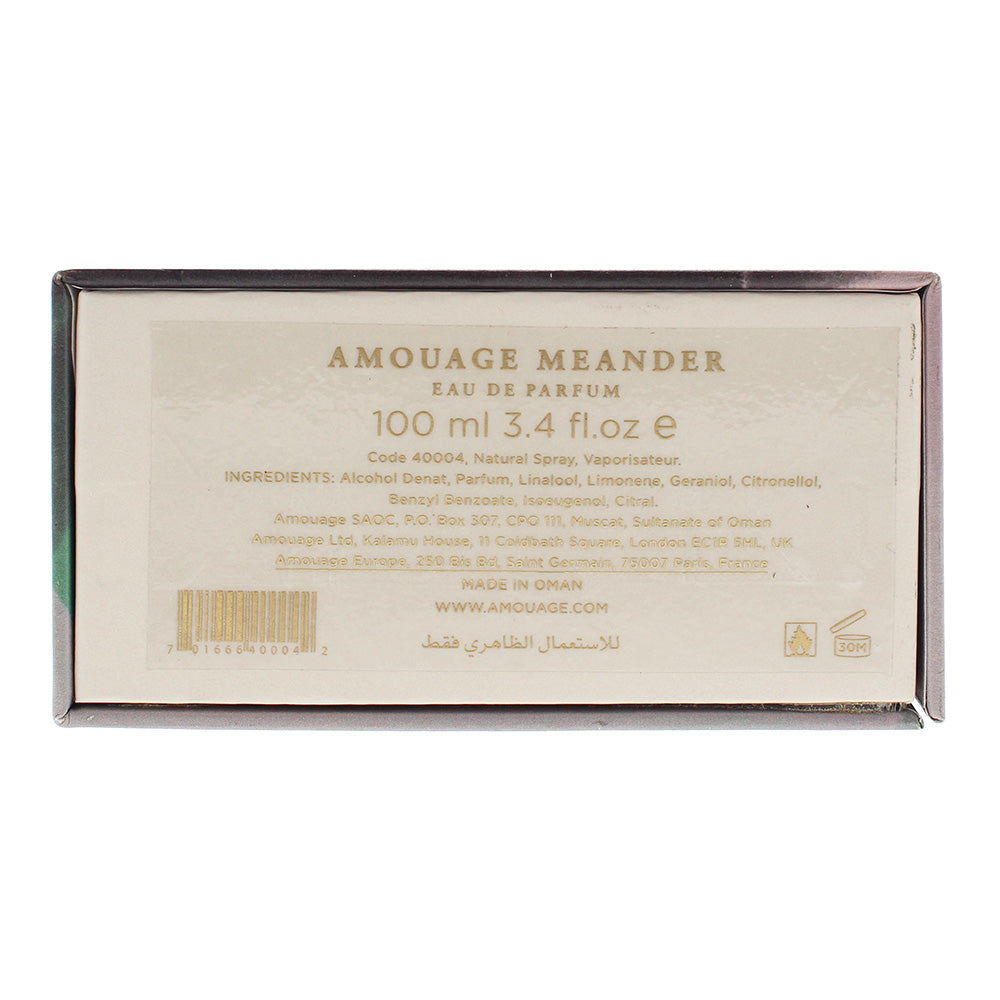 AMOUAGE MEANDER
EAU DE PARFUM
100 ml 3.4 fl.oz e
Code 40004, Natural Spray, Vaporisateur.
INGREDIENTS: Alcohol Denat, Parfum, Linalool, Limonene, Geraniol, Citronellol,
Benzyl Benzoate, Isoeugenol, Citral.
Amouage SAOC, P.O. Box 307, CPO 111, Muscat, Sultanate of Oman
Amouage Ltd, Kalamu House, 11 Coldbath Square, London EC1R 5HL, UK
Amouage Europe, 250 Bis Bd, Saint Germain, 75007 Paris, France
MADE IN OMAN
WWW.AMOUAGE.COM
للاستعمال الظاهري فقط
7 01666 40004 2
30M